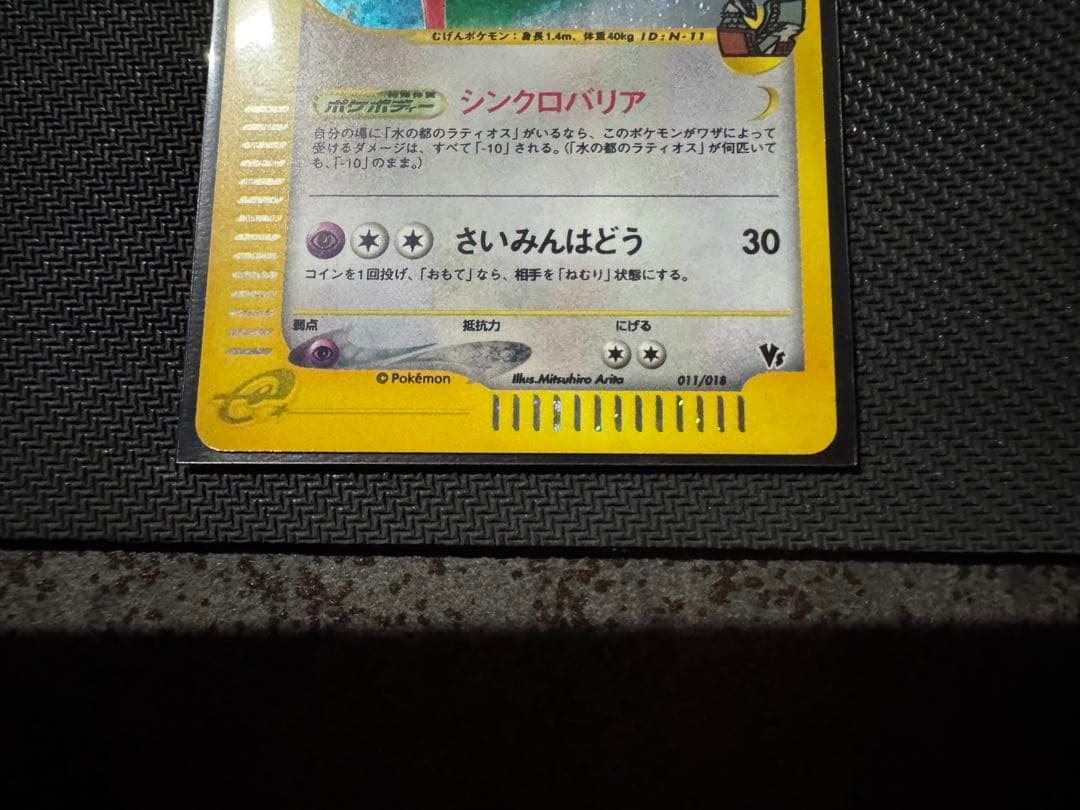 むげんポケモン：身長1.4m、体重40kg ID:N-11
特殊体質
ポケボディー シンクロバリア
自分の場に「水の都のラティオス」がいるなら、このポケモンがワザによって
受けるダメージは、すべて「-10」される。（「水の都のラティオス」が何匹いて
も、「-10」のまま。）
さいみんはどう 30
コインを1回投げ、「おもて」なら、相手を「ねむり」状態にする。
弱点 抵抗力 にげる
Vs
© Pokémon Illus. Mitsuhiro Arita 011/018
e